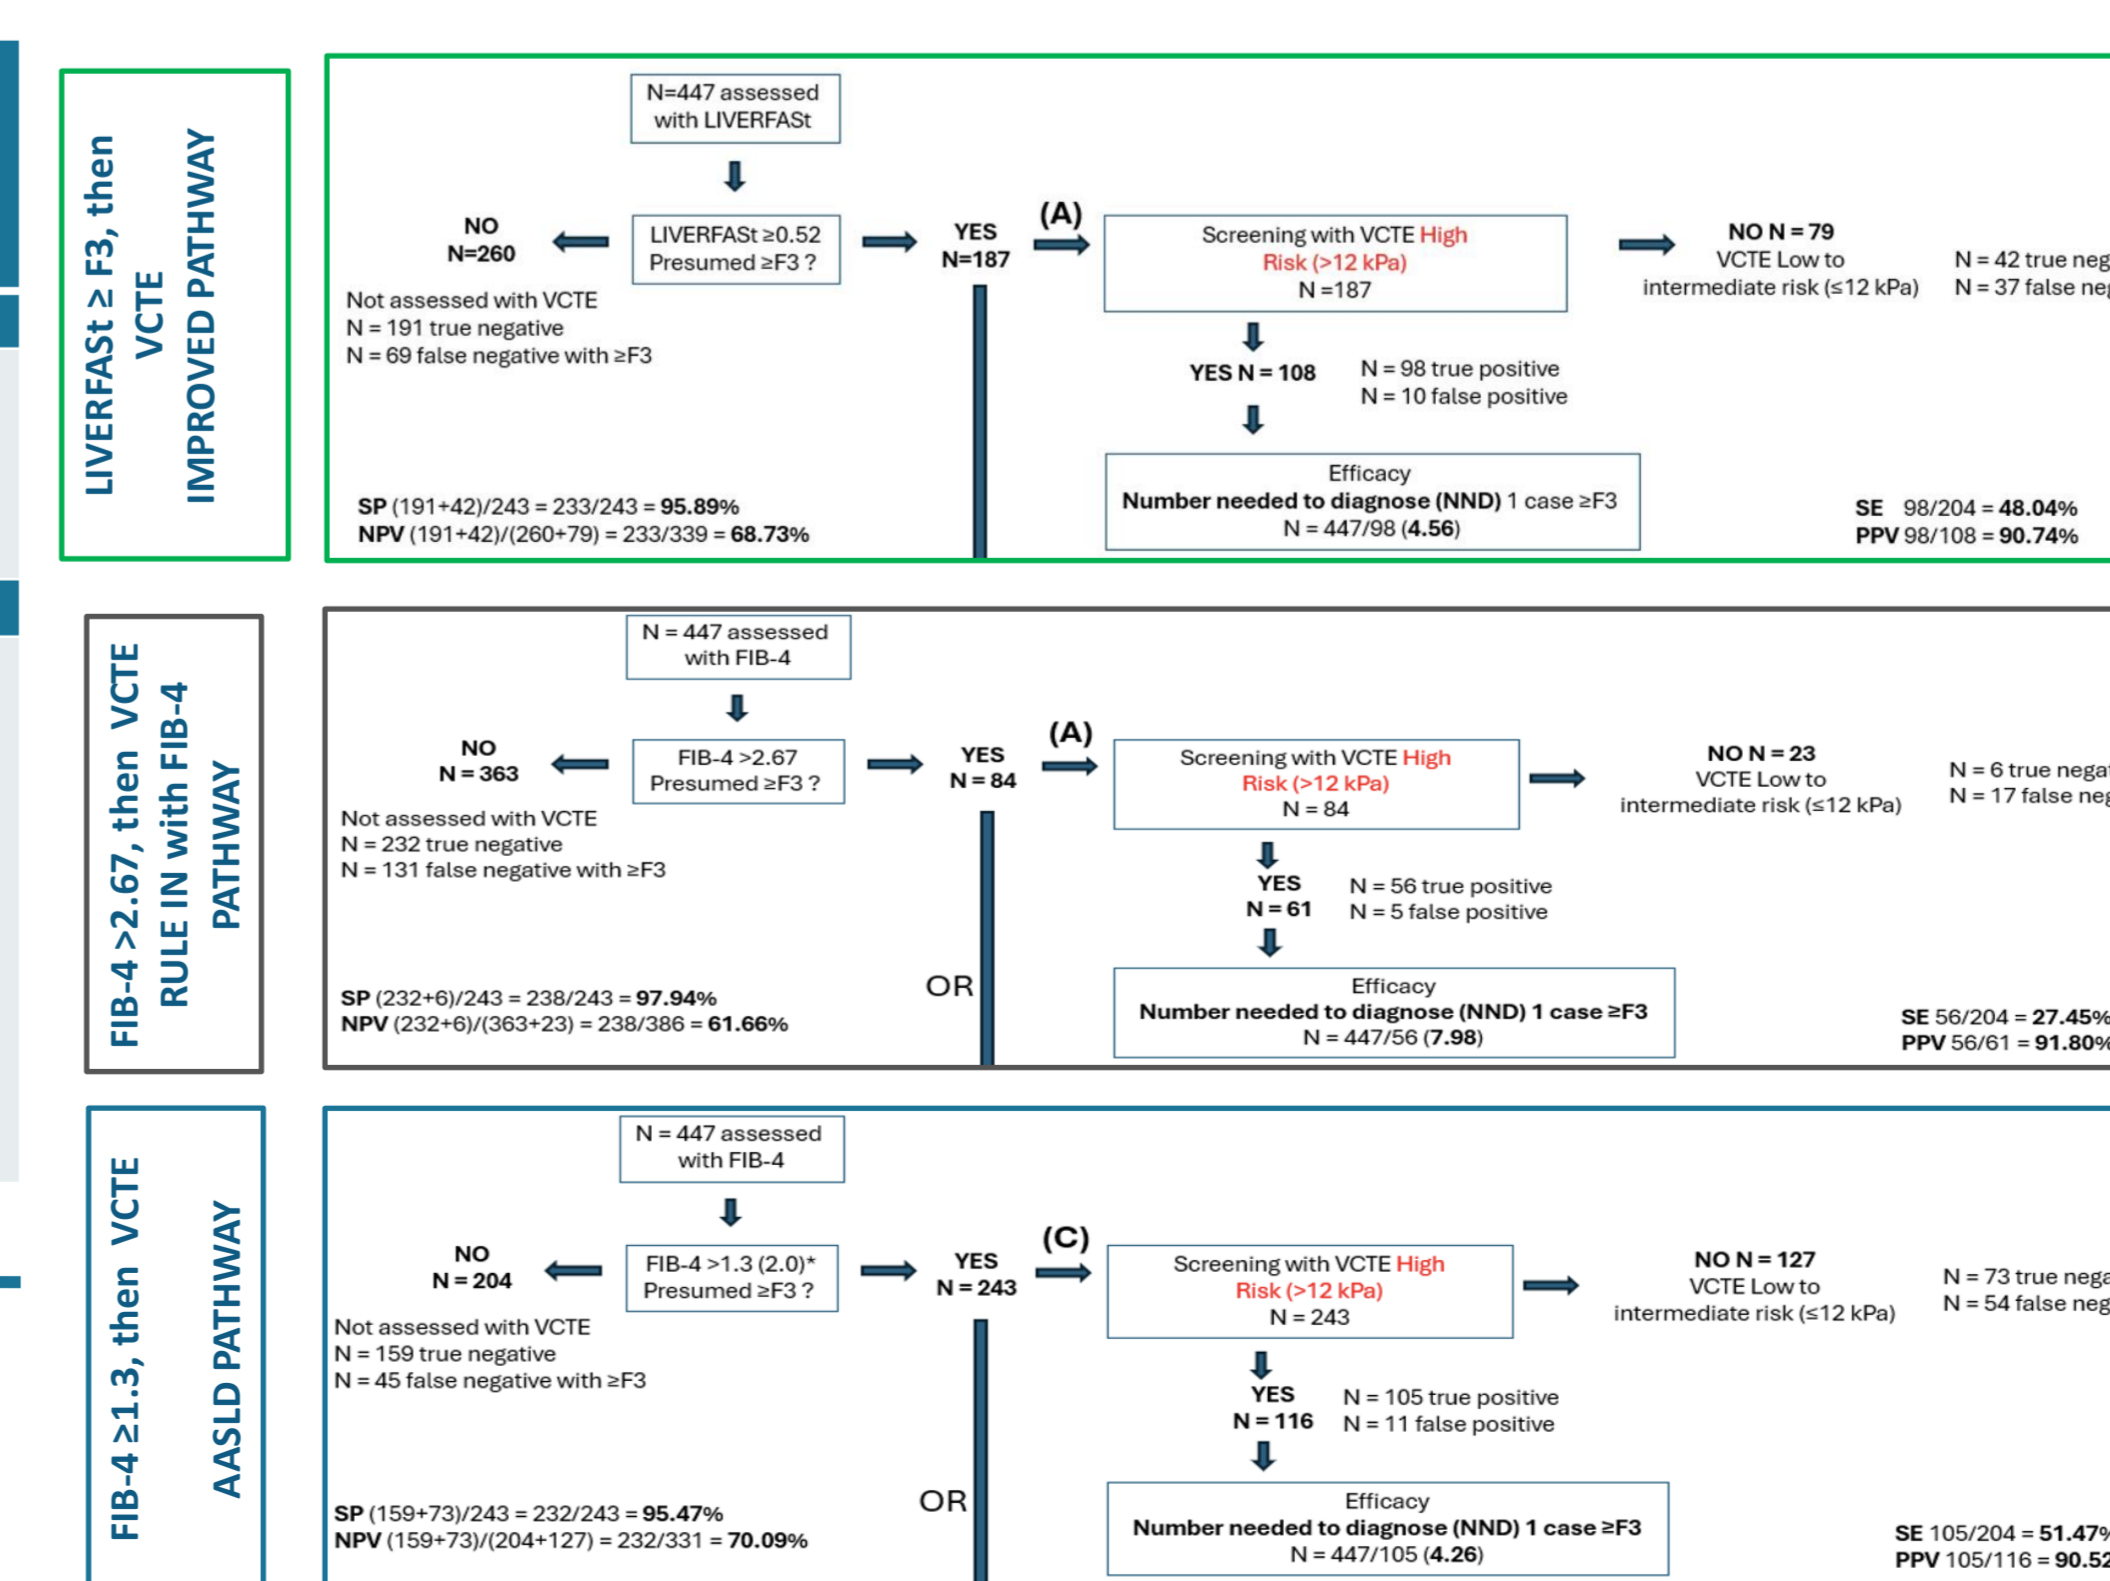 LIVERFASt ≥ F3, then
VCTE
IMPROVED PATHWAY
N=447 assessed
with LIVERFASt
NO
N=260
LIVERFASt ≥0.52
Presumed ≥F3 ?
YES
N=187
(A)
Screening with VCTE High
Risk (>12 kPa)
N =187
NO N = 79
VCTE Low to
intermediate risk (≤12 kPa)
N = 42 true neg
N = 37 false neg
Not assessed with VCTE
N = 191 true negative
N = 69 false negative with ≥F3
YES N = 108
N = 98 true positive
N = 10 false positive
Efficacy
Number needed to diagnose (NND) 1 case ≥F3
N = 447/98 (4.56)
SP (191+42)/243 = 233/243 = 95.89%
NPV (191+42)/(260+79) = 233/339 = 68.73%
SE 98/204 = 48.04%
PPV 98/108 = 90.74%
FIB-4 >2.67, then VCTE
RULE IN with FIB-4
PATHWAY
N = 447 assessed
with FIB-4
NO
N = 363
FIB-4 >2.67
Presumed ≥F3 ?
YES
N = 84
(A)
Screening with VCTE High
Risk (>12 kPa)
N = 84
NO N = 23
VCTE Low to
intermediate risk (≤12 kPa)
N = 6 true negat
N = 17 false neg
Not assessed with VCTE
N = 232 true negative
N = 131 false negative with ≥F3
YES
N = 61
N = 56 true positive
N = 5 false positive
OR
Efficacy
Number needed to diagnose (NND) 1 case ≥F3
N = 447/56 (7.98)
SP (232+6)/243 = 238/243 = 97.94%
NPV (232+6)/(363+23) = 238/386 = 61.66%
SE 56/204 = 27.45%
PPV 56/61 = 91.80%
FIB-4 ≥1.3, then VCTE
AASLD PATHWAY
N = 447 assessed
with FIB-4
NO
N = 204
FIB-4 >1.3 (2.0)*
Presumed ≥F3 ?
YES
N = 243
(C)
Screening with VCTE High
Risk (>12 kPa)
N = 243
NO N = 127
VCTE Low to
intermediate risk (≤12 kPa)
N = 73 true nega
N = 54 false neg
Not assessed with VCTE
N = 159 true negative
N = 45 false negative with ≥F3
YES
N = 116
N = 105 true positive
N = 11 false positive
OR
Efficacy
Number needed to diagnose (NND) 1 case ≥F3
N = 447/105 (4.26)
SP (159+73)/243 = 232/243 = 95.47%
NPV (159+73)/(204+127) = 232/331 = 70.09%
SE 105/204 = 51.47%
PPV 105/116 = 90.52